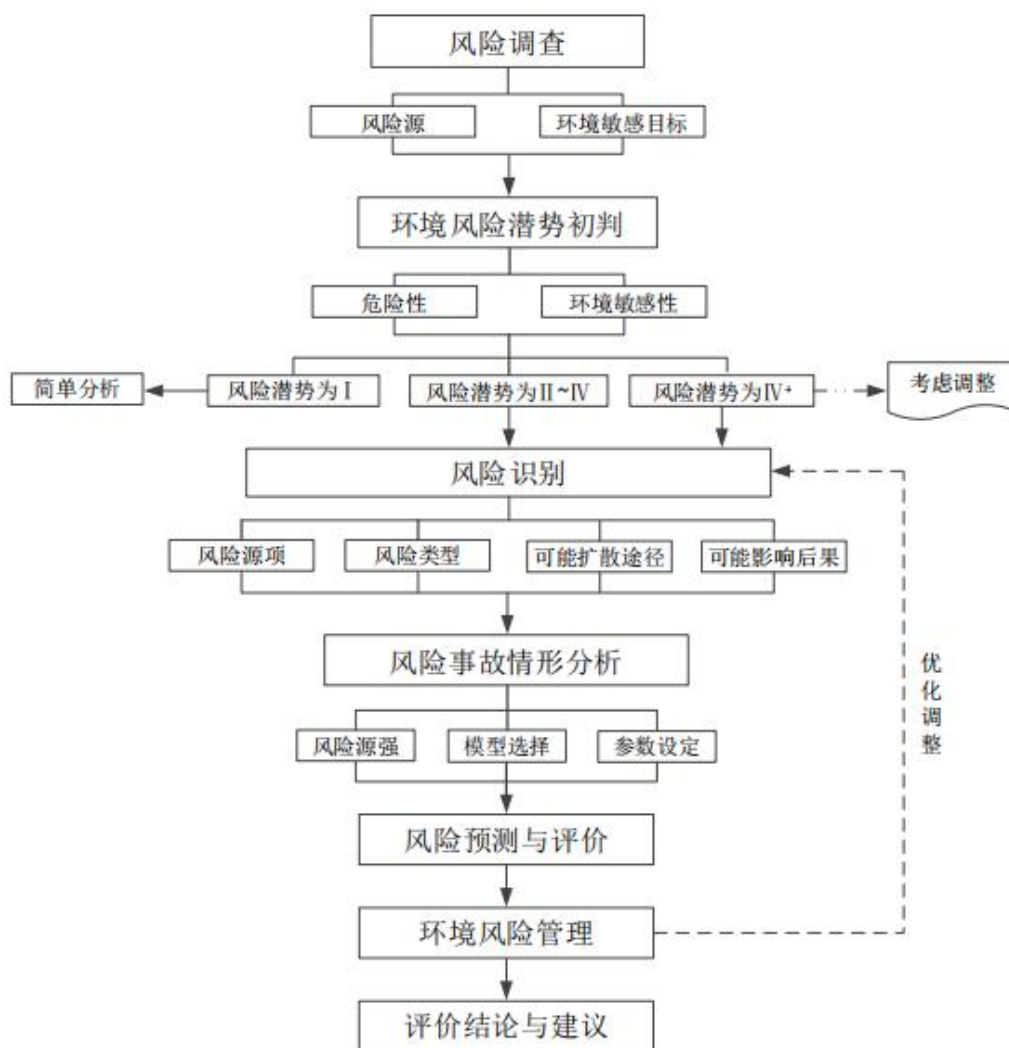 风险调查
风险源
环境敏感目标
环境风险潜势初判
危险性
环境敏感性
简单分析
风险潜势为Ⅰ
风险潜势为Ⅱ~Ⅳ
风险潜势为Ⅳ+
考虑调整
风险识别
风险源项
风险类型
可能扩散途径
可能影响后果
风险事故情形分析
优化调整
风险源强
模型选择
参数设定
风险预测与评价
环境风险管理
评价结论与建议